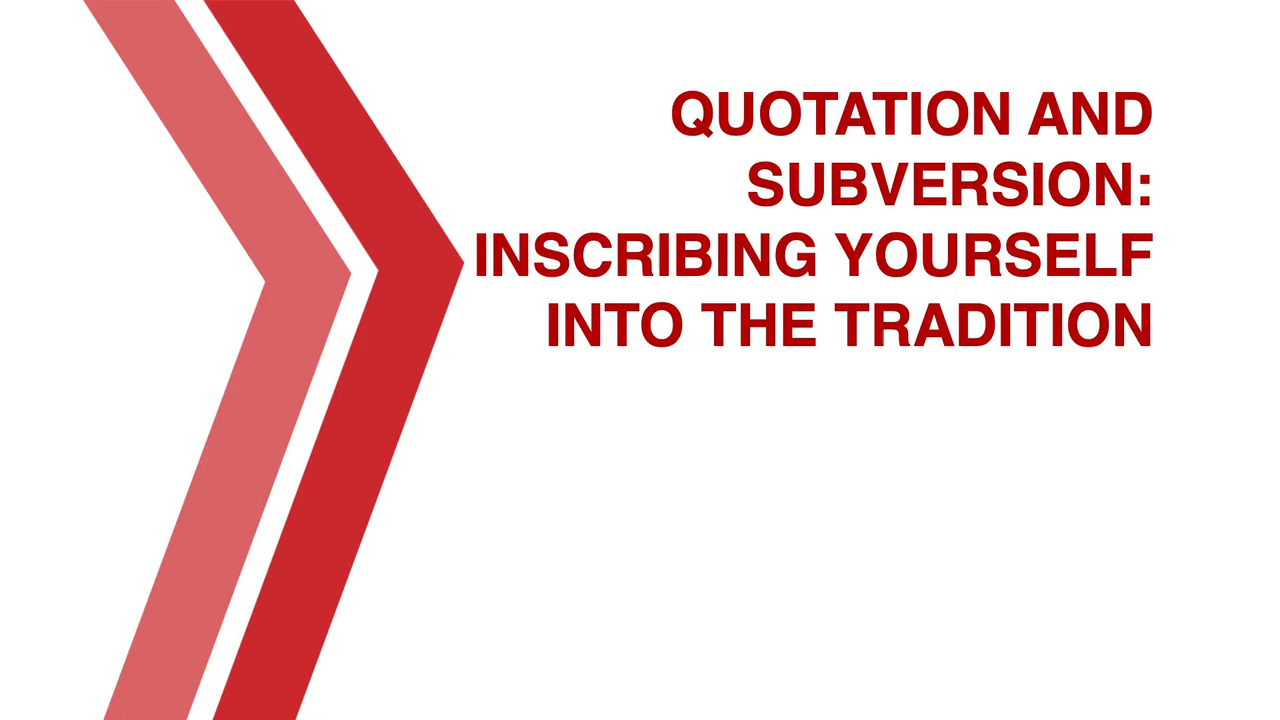 QUOTATION AND
SUBVERSION:
INSCRIBING YOURSELF
INTO THE TRADITION